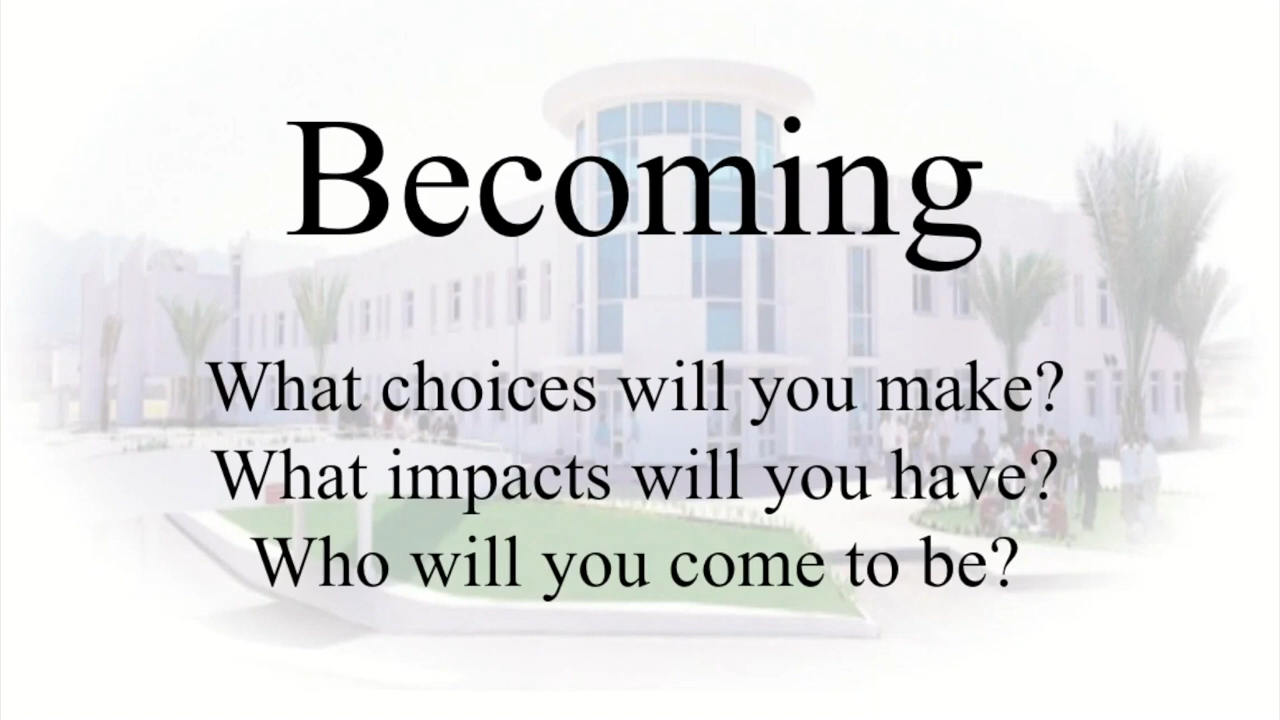 Becoming
What choices will you make?
What impacts will you have?
Who will you come to be?